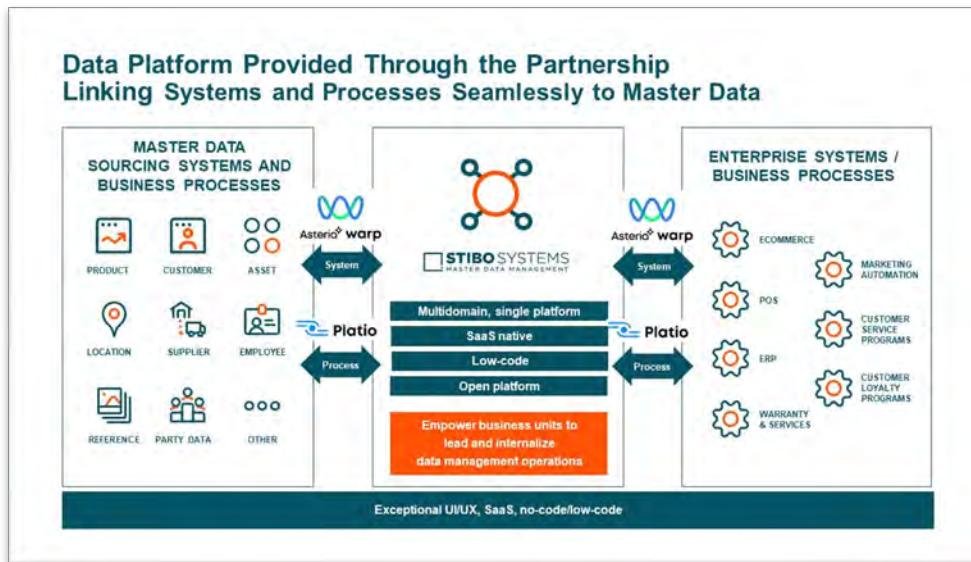 Data Platform Provided Through the Partnership
Linking Systems and Processes Seamlessly to Master Data
MASTER DATA
SOURCING SYSTEMS AND
BUSINESS PROCESSES
PRODUCT
CUSTOMER
ASSET
LOCATION
SUPPLIER
EMPLOYEE
REFERENCE
PARTY DATA
OTHER
Asteria warp
System
Platio
Process
STIBO SYSTEMS
MASTER DATA MANAGEMENT
Multidomain, single platform
SaaS native
Low-code
Open platform
Empower business units to
lead and internalize
data management operations
Asteria warp
System
Platio
Process
ENTERPRISE SYSTEMS /
BUSINESS PROCESSES
ECOMMERCE
MARKETING
AUTOMATION
POS
CUSTOMER
SERVICE
PROGRAMS
ERP
CUSTOMER
LOYALTY
PROGRAMS
WARRANTY
& SERVICES
Exceptional UI/UX, SaaS, no-code/low-code